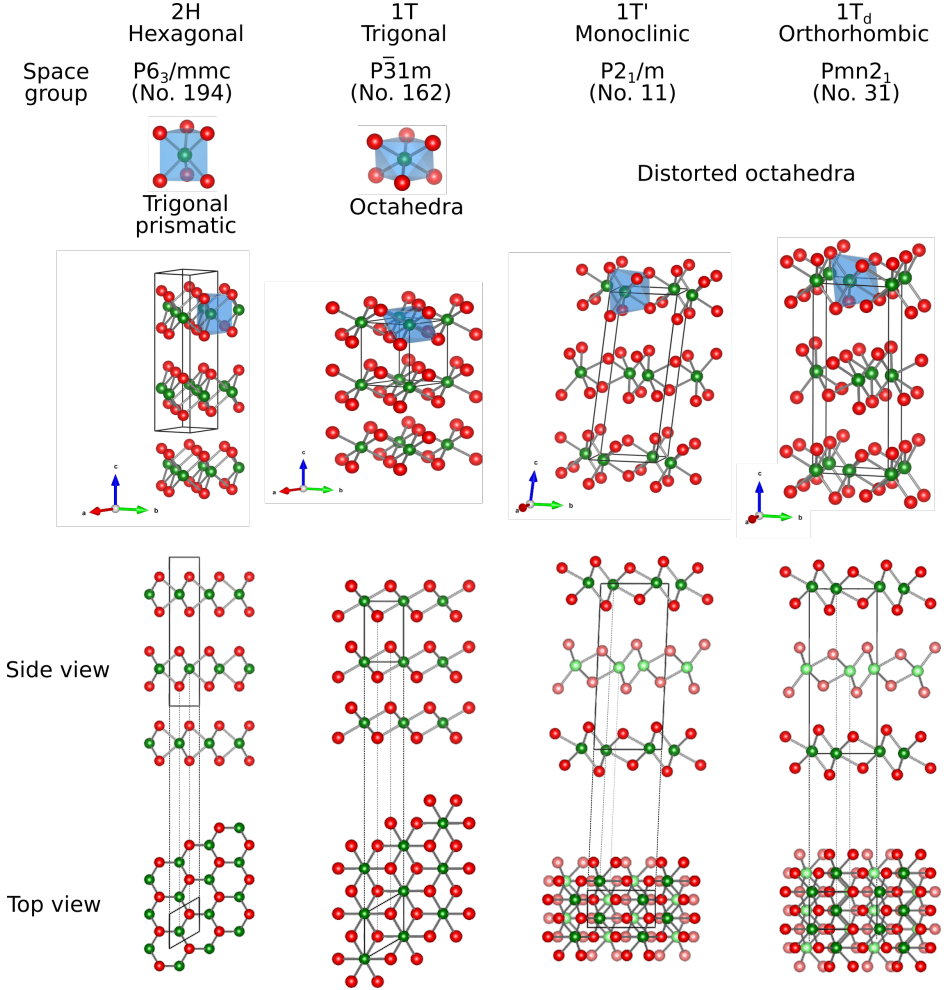 2H
Hexagonal
1T
Trigonal
1T'
Monoclinic
1T_d
Orthorhombic
Space
group
P6₃/mmc
(No. 194)
P3̅1m
(No. 162)
P2₁/m
(No. 11)
Pmn2₁
(No. 31)
Trigonal
prismatic
Octahedra
Distorted octahedra
c
a
b
c
a
b
c
a
b
c
a
b
Side view
Top view